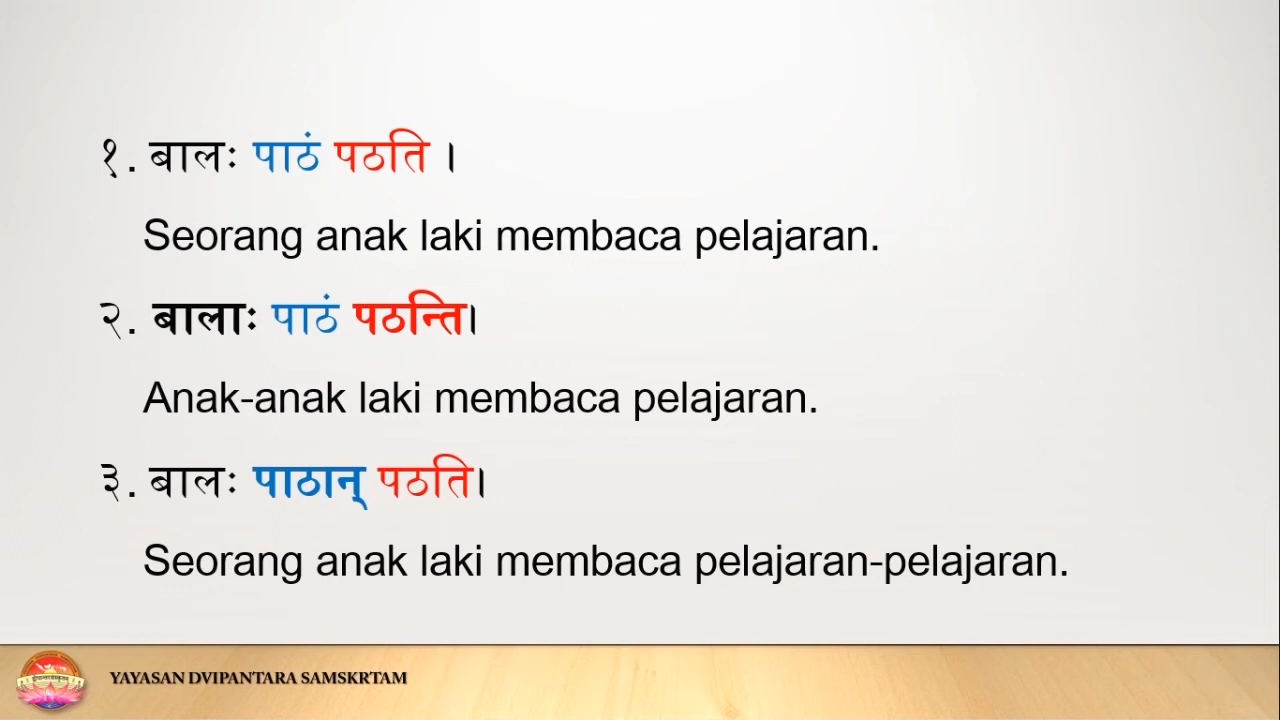 १. बालः पाठं पठति ।
Seorang anak laki membaca pelajaran.
२. बालाः पाठं पठन्ति।
Anak-anak laki membaca pelajaran.
३. बालः पाठान् पठति।
Seorang anak laki membaca pelajaran-pelajaran.
YAYASAN DVIPANTARA SAMSKRTAM